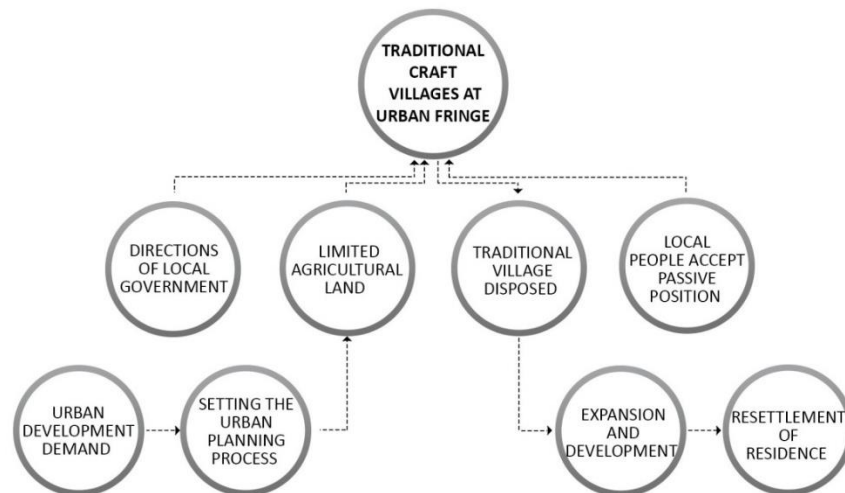 TRADITIONAL
CRAFT
VILLAGES AT
URBAN FRINGE
DIRECTIONS
OF LOCAL
GOVERNMENT
LIMITED
AGRICULTURAL
LAND
TRADITIONAL
VILLAGE
DISPOSED
LOCAL
PEOPLE ACCEPT
PASSIVE
POSITION
URBAN
DEVELOPMENT
DEMAND
SETTING THE
URBAN
PLANNING
PROCESS
EXPANSION
AND
DEVELOPMENT
RESETTLEMENT
OF
RESIDENCE